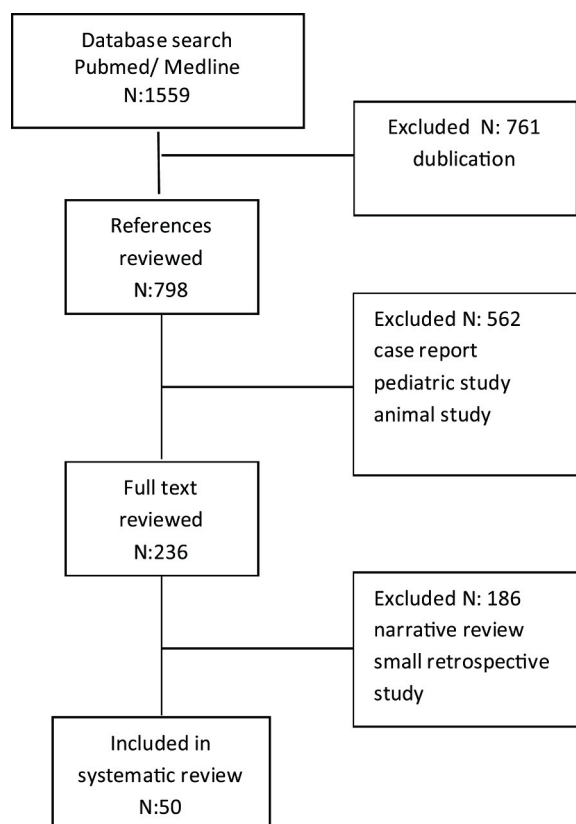 Database search
Pubmed/ Medline
N:1559
Excluded  N: 761
dublication
References
reviewed
N:798
Excluded N: 562
case report
pediatric study
animal study
Full text
reviewed
N:236
Excluded N: 186
narrative review
small retrospective
study
Included in
systematic review
N:50